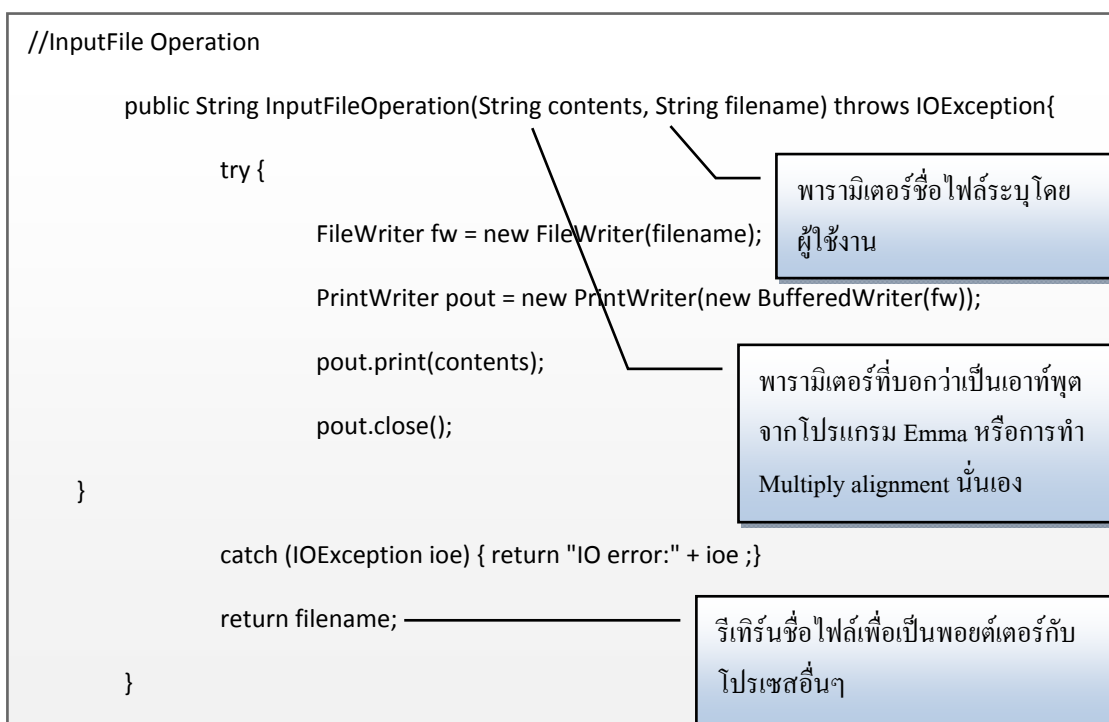 //InputFile Operation
public String InputFileOperation(String contents, String filename) throws IOException{
try {
พารามิเตอร์ชื่อไฟล์ระบุโดย
ผู้ใช้งาน
FileWriter fw = new FileWriter(filename);
PrintWriter pout = new PrintWriter(new BufferedWriter(fw));
pout.print(contents);
พารามิเตอร์ที่บอกว่าเป็นเอาท์พุต
จากโปรแกรม Emma หรือการทำ
Multiply alignment นั่นเอง
pout.close();
}
catch (IOException ioe) { return "IO error:" + ioe ;}
return filename;
รีเทิร์นชื่อไฟล์เพื่อเป็นพอยต์เตอร์กับ
โปรเซสอื่นๆ
}